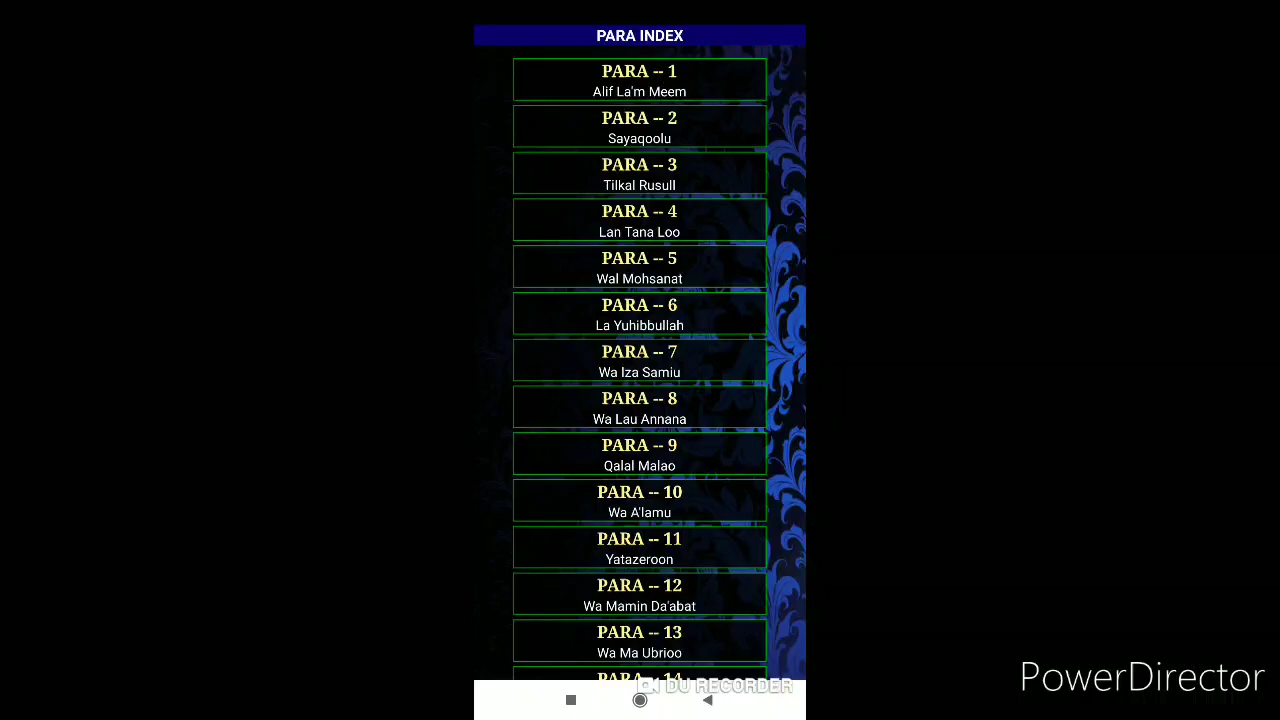 PARA INDEX
PARA -- 1
Alif La'm Meem
PARA -- 2
Sayaqoolu
PARA -- 3
Tilkal Rusull
PARA -- 4
Lan Tana Loo
PARA -- 5
Wal Mohsanat
PARA -- 6
La Yuhibbullah
PARA -- 7
Wa Iza Samiu
PARA -- 8
Wa Lau Annana
PARA -- 9
Qalal Malao
PARA -- 10
Wa A'lamu
PARA -- 11
Yatazeroon
PARA -- 12
Wa Mamin Da'abat
PARA -- 13
Wa Ma Ubrioo
PARA -- 14
DU RECORDER
PowerDirector